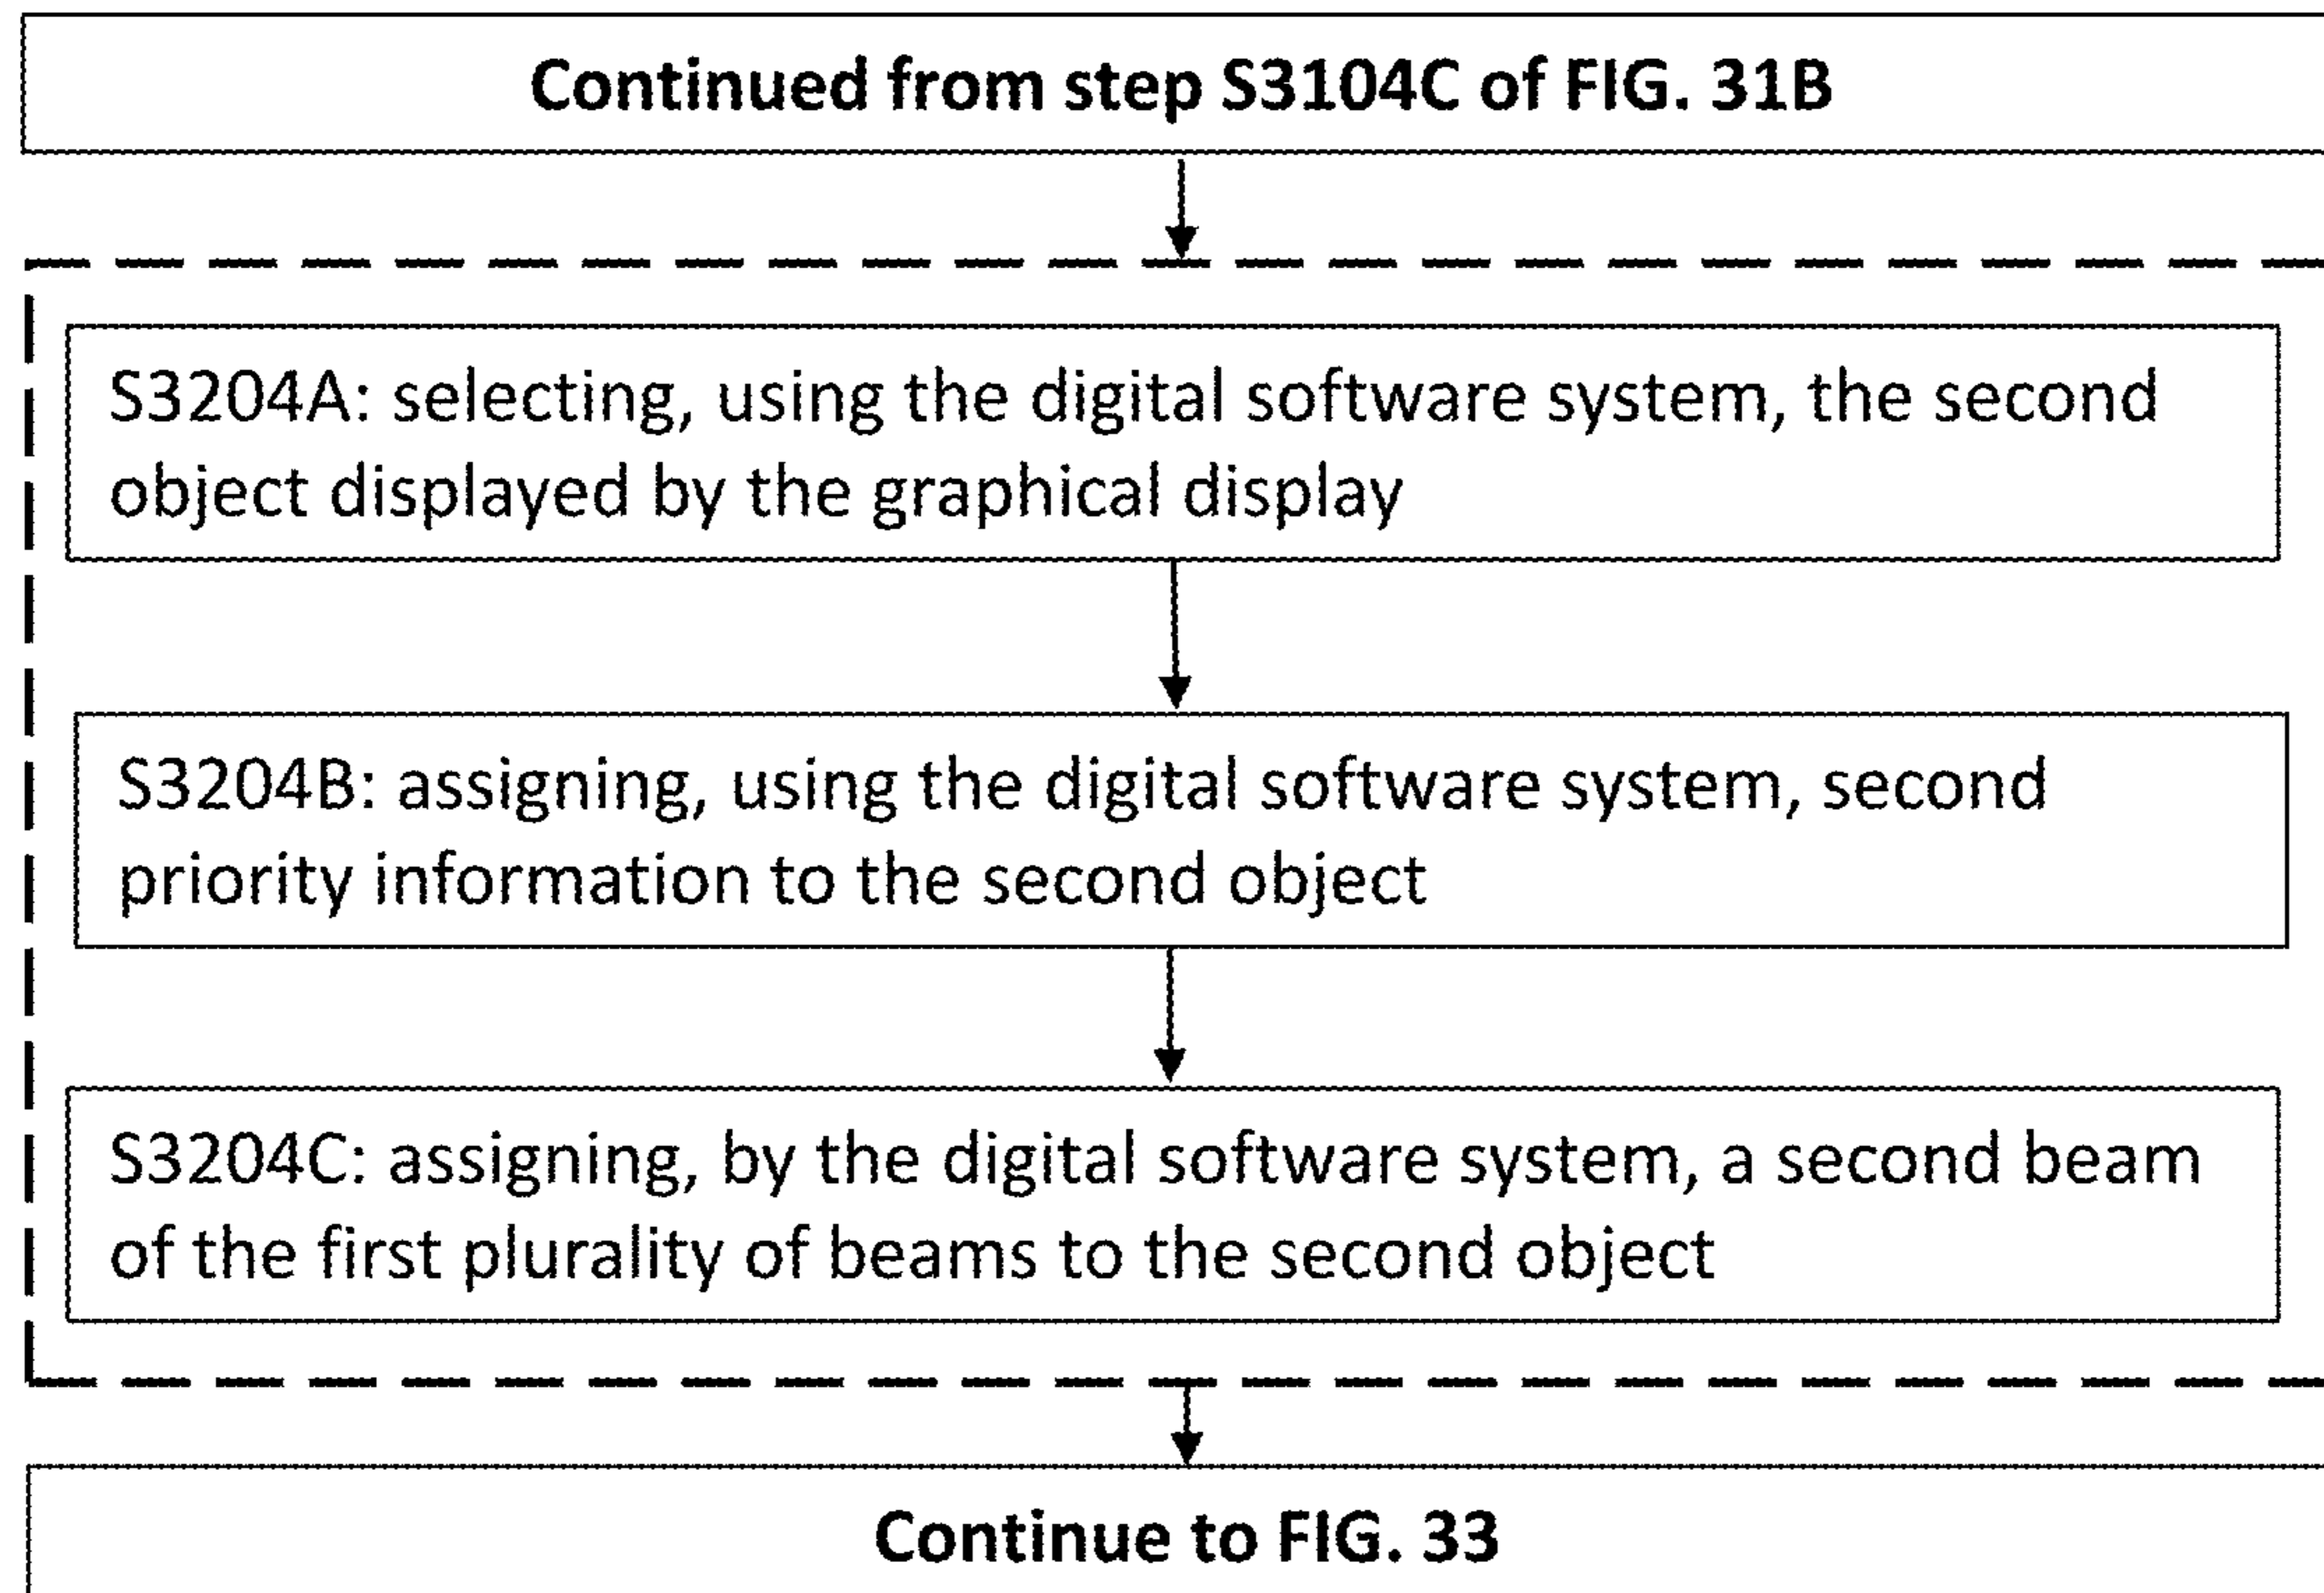 Continued from step S3104C of FIG. 31B
S3204A: selecting, using the digital software system, the second
object displayed by the graphical display
S3204B: assigning, using the digital software system, second
priority information to the second object
S3204C: assigning, by the digital software system, a second beam
of the first plurality of beams to the second object
Continue to FIG. 33